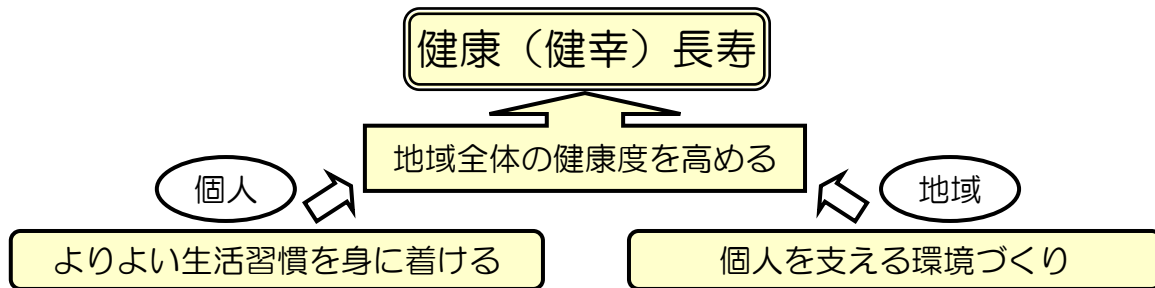 健康（健幸）長寿
地域全体の健康度を高める
個人
地域
よりよい生活習慣を身に着ける
個人を支える環境づくり